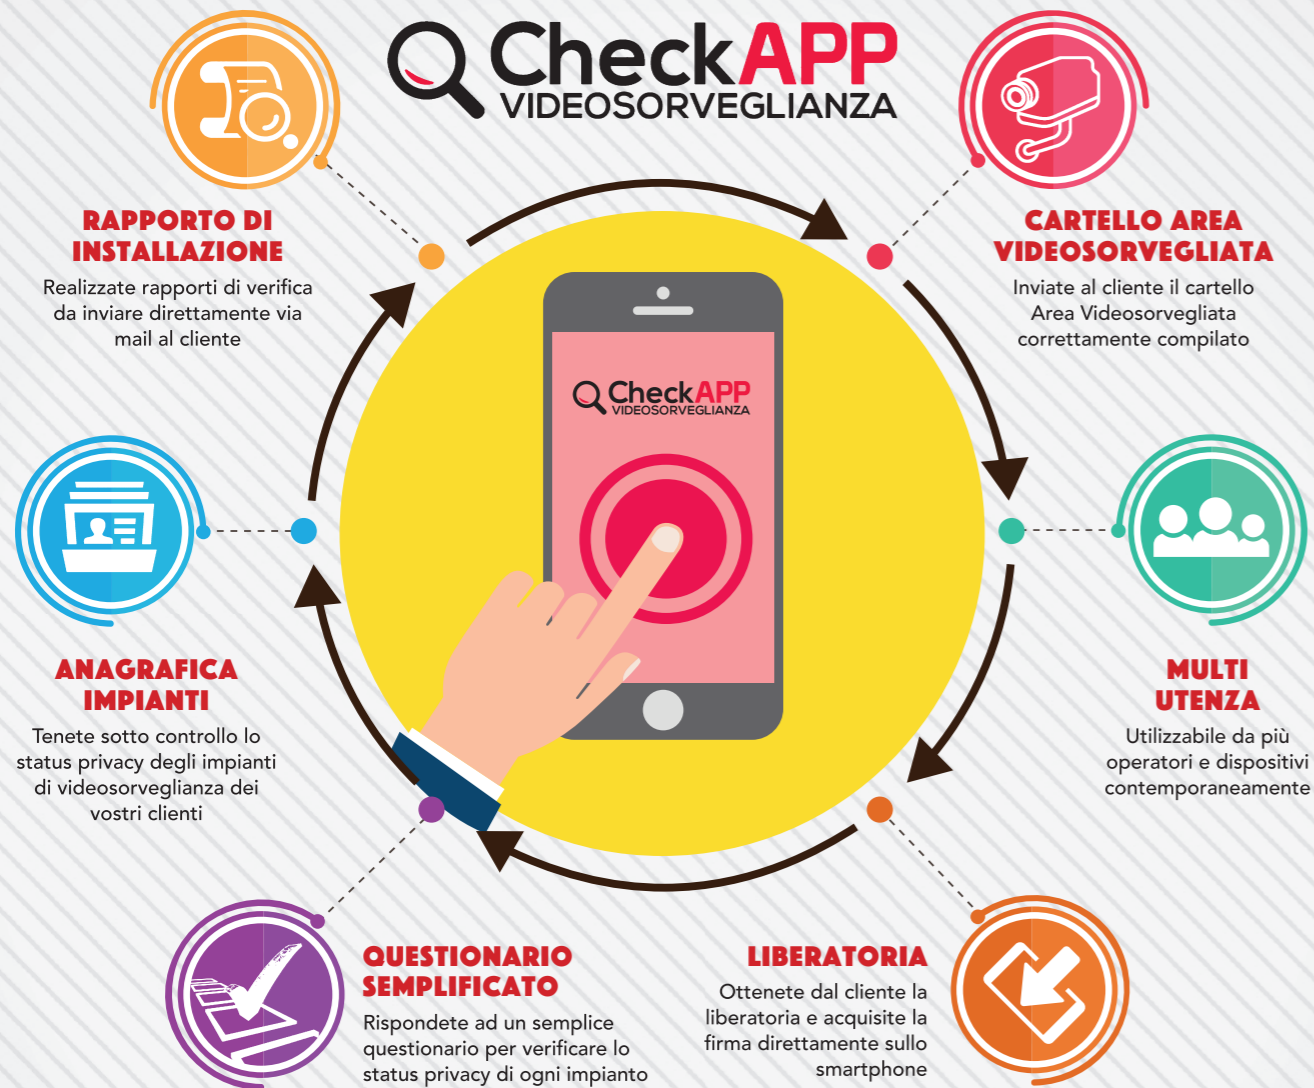 CheckAPP
VIDEOSORVEGLIANZA
RAPPORTO DI
INSTALLAZIONE
Realizzate rapporti di verifica
da inviare direttamente via
mail al cliente
CARTELLO AREA
VIDEOSORVEGLIATA
Inviate al cliente il cartello
Area Videosorvegliata
correttamente compilato
CheckAPP
VIDEOSORVEGLIANZA
ANAGRAFICA
IMPIANTI
Tenete sotto controllo lo
status privacy degli impianti
di videosorveglianza dei
vostri clienti
MULTI
UTENZA
Utilizzabile da più
operatori e dispositivi
contemporaneamente
QUESTIONARIO
SEMPLIFICATO
Rispondete ad un semplice
questionario per verificare lo
status privacy di ogni impianto
LIBERATORIA
Ottenete dal cliente la
liberatoria e acquisite la
firma direttamente sullo
smartphone